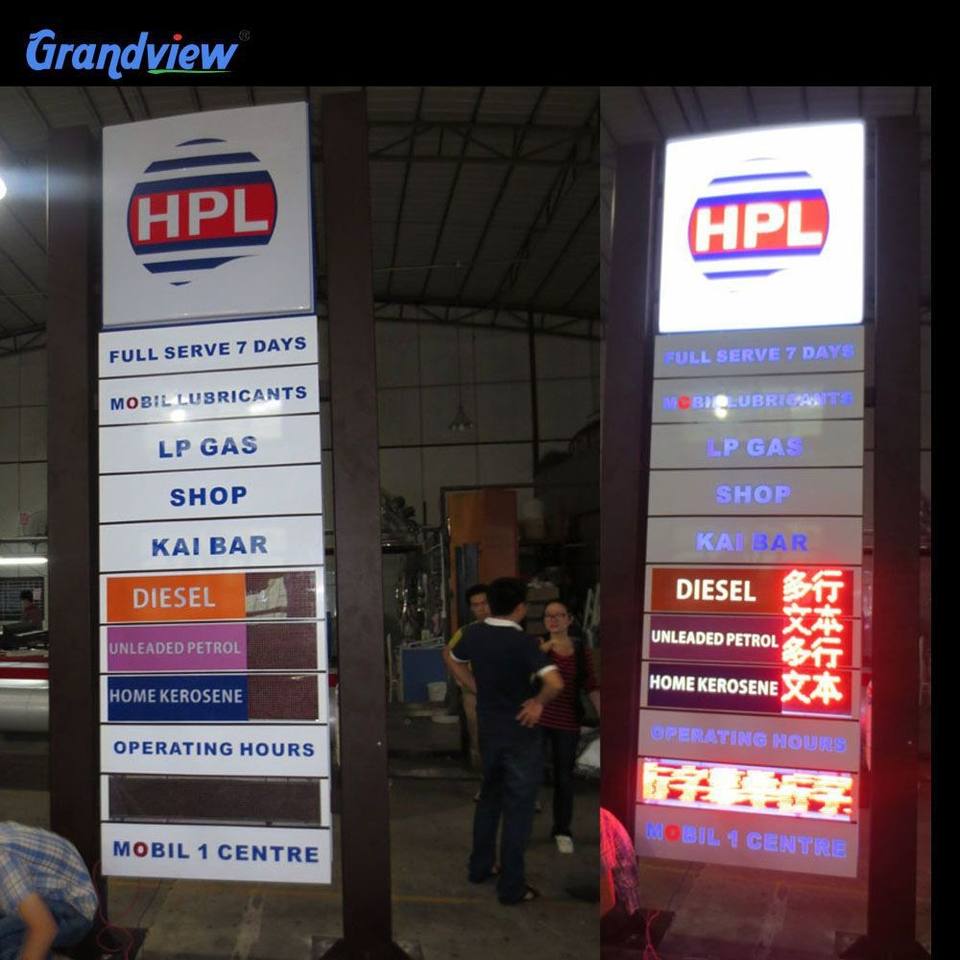 Grandview®
HPL
FULL SERVE 7 DAYS
MOBIL LUBRICANTS
LP GAS
SHOP
KAI BAR
DIESEL
UNLEADED PETROL
HOME KEROSENE
OPERATING HOURS
MOBIL 1 CENTRE
HPL
FULL SERVE 7 DAYS
MOBIL LUBRICANTS
LP GAS
SHOP
KAI BAR
DIESEL 多行
文本
UNLEADED PETROL 多行
HOME KEROSENE 文本
OPERATING HOURS
MOBIL 1 CENTRE